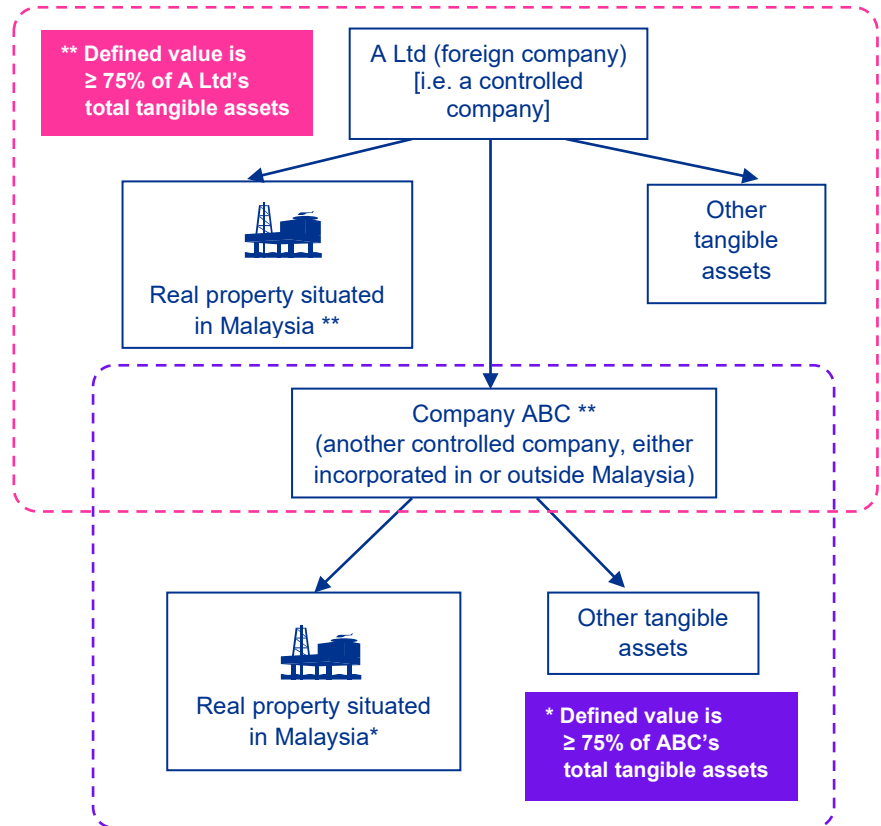 ** Defined value is
≥ 75% of A Ltd's
total tangible assets
A Ltd (foreign company)
[i.e. a controlled
company]
Real property situated
in Malaysia **
Other
tangible
assets
Company ABC **
(another controlled company, either
incorporated in or outside Malaysia)
Real property situated
in Malaysia*
Other tangible
assets
* Defined value is
≥ 75% of ABC's
total tangible assets